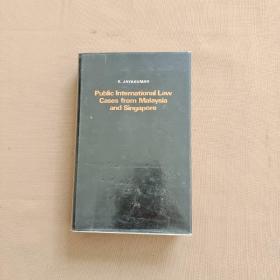 S. JAYAKUMAR
Public International Law
Cases from Malaysia
and Singapore